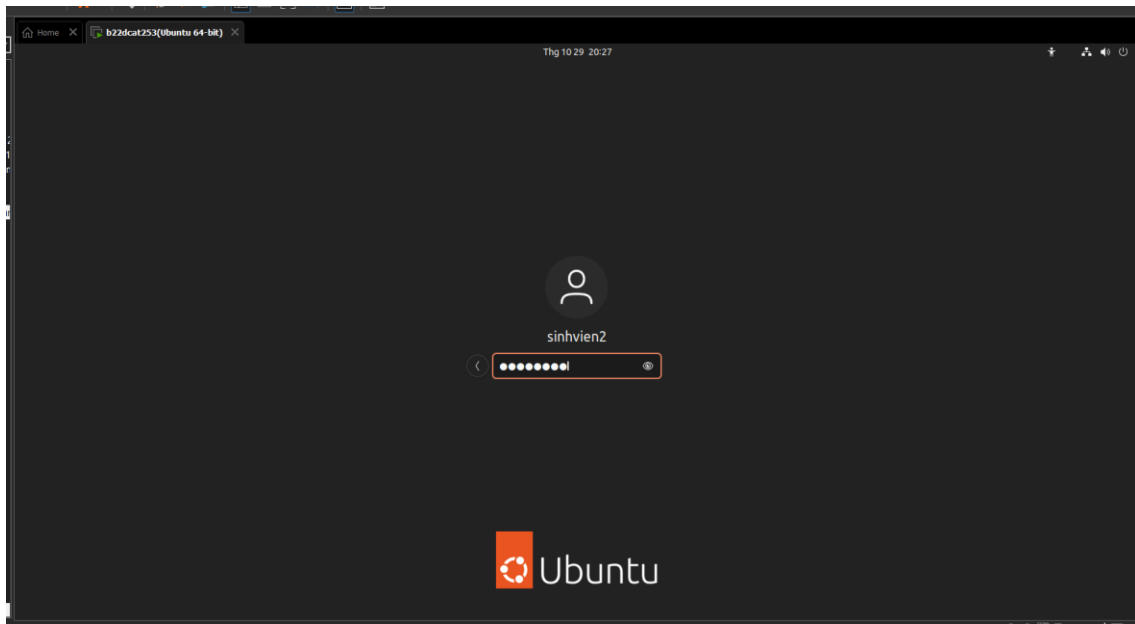 Home
b22dcat253(Ubuntu 64-bit)
Thg 10 29 20:27
sinhvien2
Ubuntu